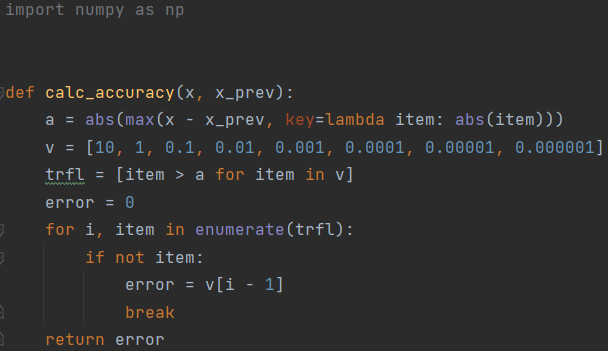 import numpy as np
def calc_accuracy(x, x_prev):
    a = abs(max(x - x_prev, key=lambda item: abs(item)))
    v = [10, 1, 0.1, 0.01, 0.001, 0.0001, 0.00001, 0.000001]
    trfl = [item > a for item in v]
    error = 0
    for i, item in enumerate(trfl):
        if not item:
            error = v[i - 1]
            break
    return error